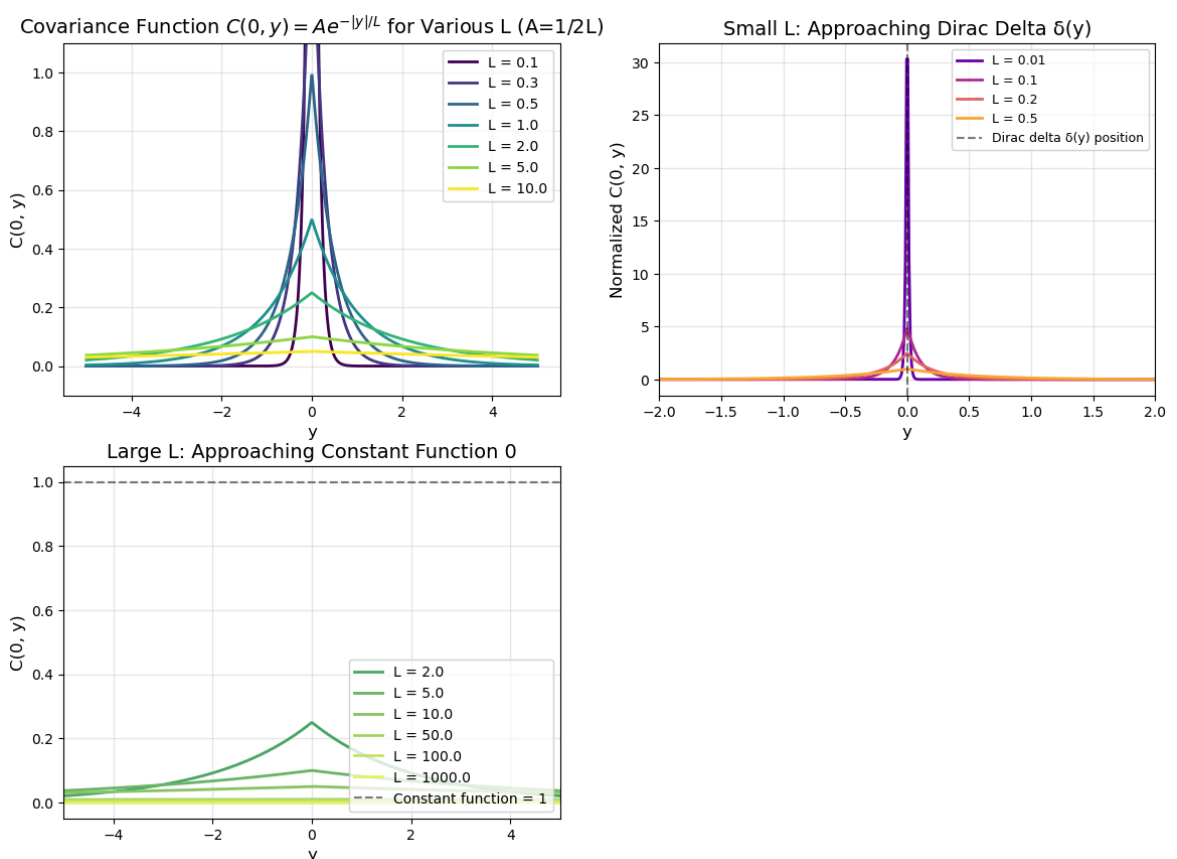 Covariance Function C(0, y) = Ae^{-|y|/L} for Various L (A=1/2L)
1.0
0.8
0.6
0.4
0.2
0.0
C(0, y)
−4
−2
0
2
4
y
L = 0.1
L = 0.3
L = 0.5
L = 1.0
L = 2.0
L = 5.0
L = 10.0
Small L: Approaching Dirac Delta δ(y)
30
25
20
15
10
5
0
Normalized C(0, y)
−2.0
−1.5
−1.0
−0.5
0.0
0.5
1.0
1.5
2.0
y
L = 0.01
L = 0.1
L = 0.2
L = 0.5
Dirac delta δ(y) position
Large L: Approaching Constant Function 0
1.0
0.8
0.6
0.4
0.2
0.0
C(0, y)
−4
−2
0
2
4
y
L = 2.0
L = 5.0
L = 10.0
L = 50.0
L = 100.0
L = 1000.0
Constant function = 1